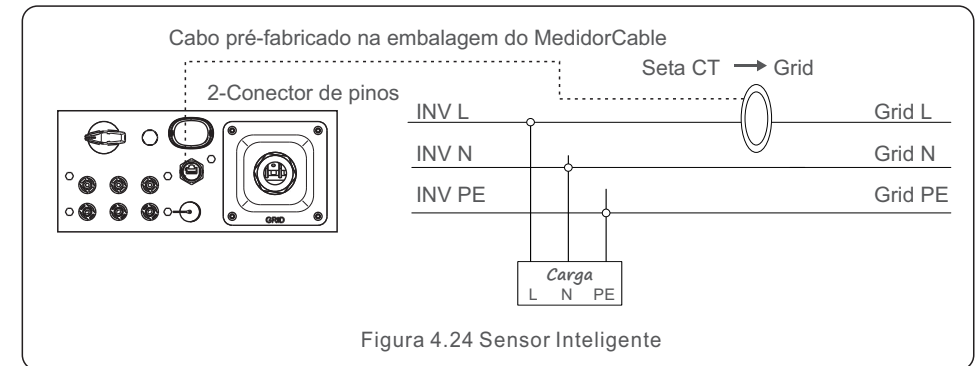 Cabo pré-fabricado na embalagem do MedidorCable
Seta CT → Grid
2-Conector de pinos
INV L
Grid L
INV N
Grid N
INV PE
Grid PE
GRID
Carga
L N PE
Figura 4.24 Sensor Inteligente